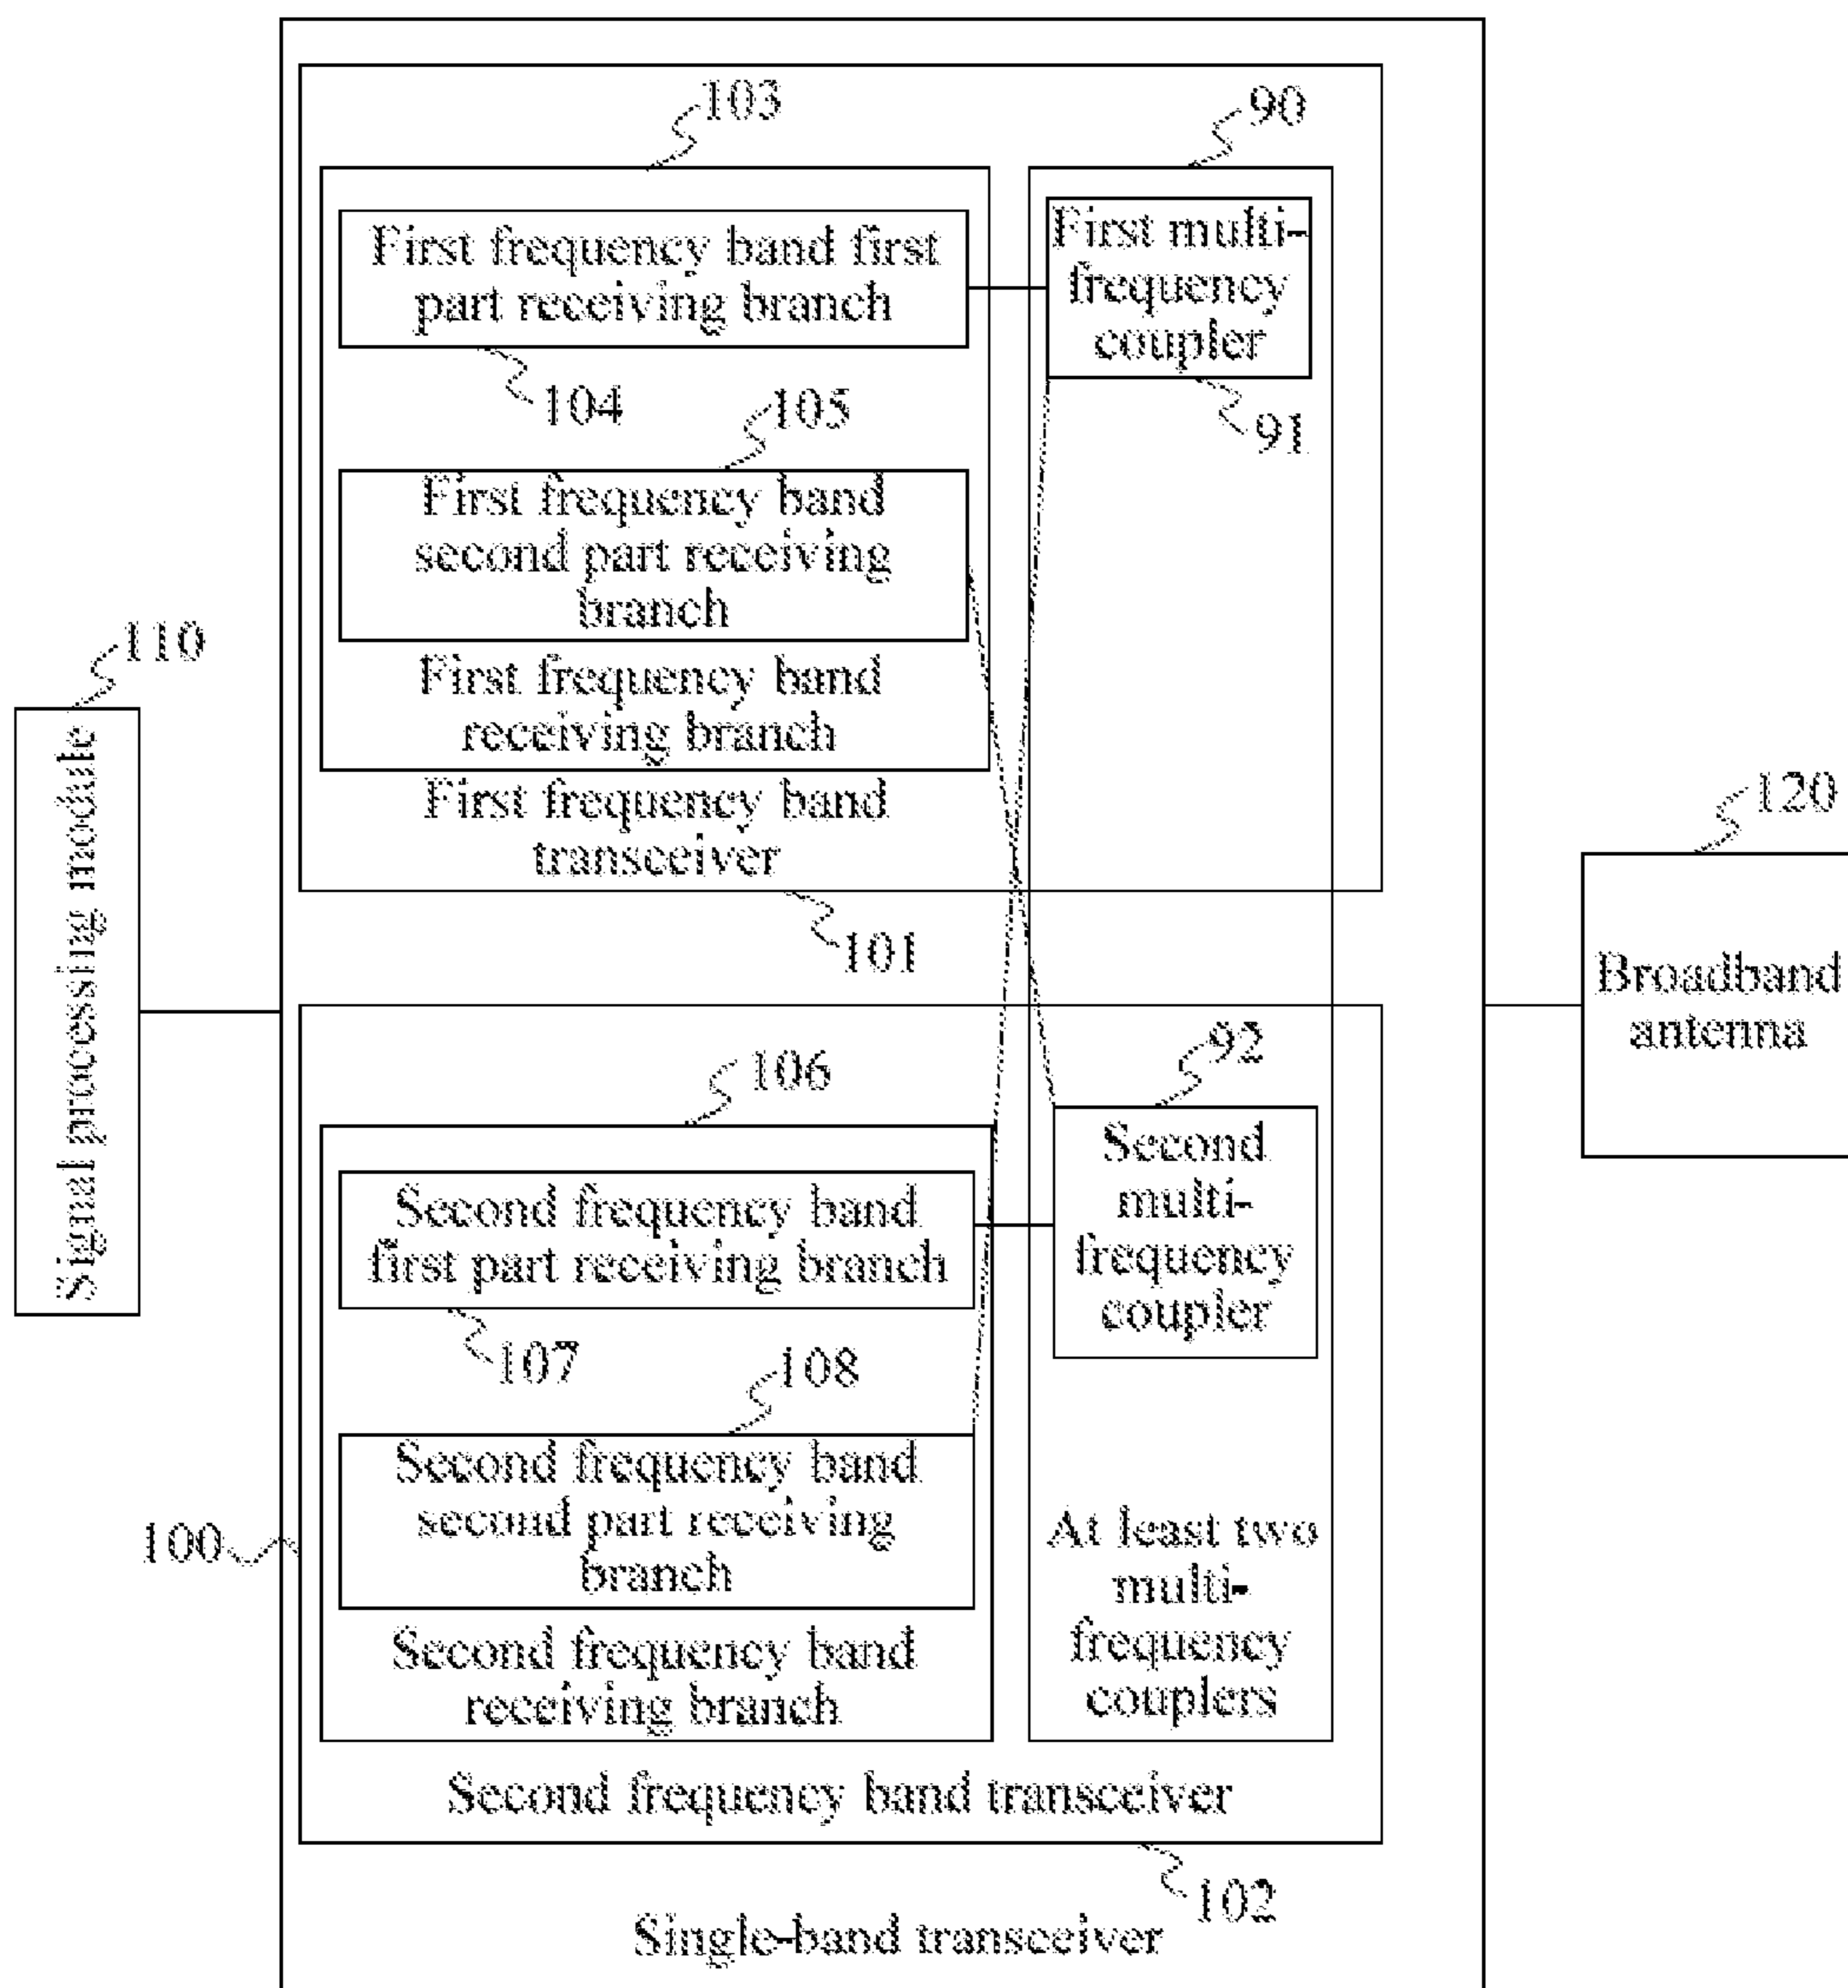 103
90
First frequency band first
part receiving branch
First multi-
frequency
coupler
104
105
91
First frequency band
second part receiving
branch
First frequency band
receiving branch
First frequency band
transceiver
101
110
Signal processing module
120
Broadband
antenna
106
92
Second frequency band
first part receiving branch
Second
multi-
frequency
coupler
107
108
Second frequency band
second part receiving
branch
100
Second frequency band
receiving branch
At least two
multi-
frequency
couplers
Second frequency band transceiver
102
Single-band transceiver